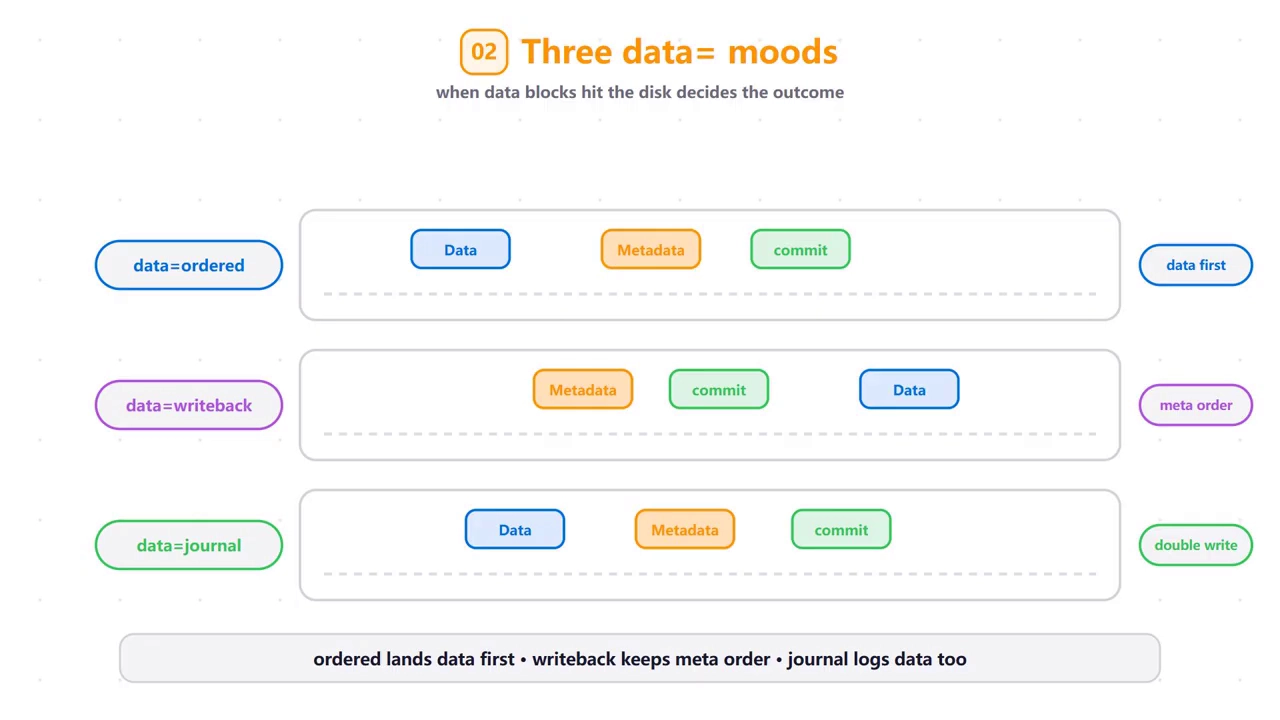 02 Three data= moods
when data blocks hit the disk decides the outcome
data=ordered Data Metadata commit data first
data=writeback Metadata commit Data meta order
data=journal Data Metadata commit double write
ordered lands data first • writeback keeps meta order • journal logs data too